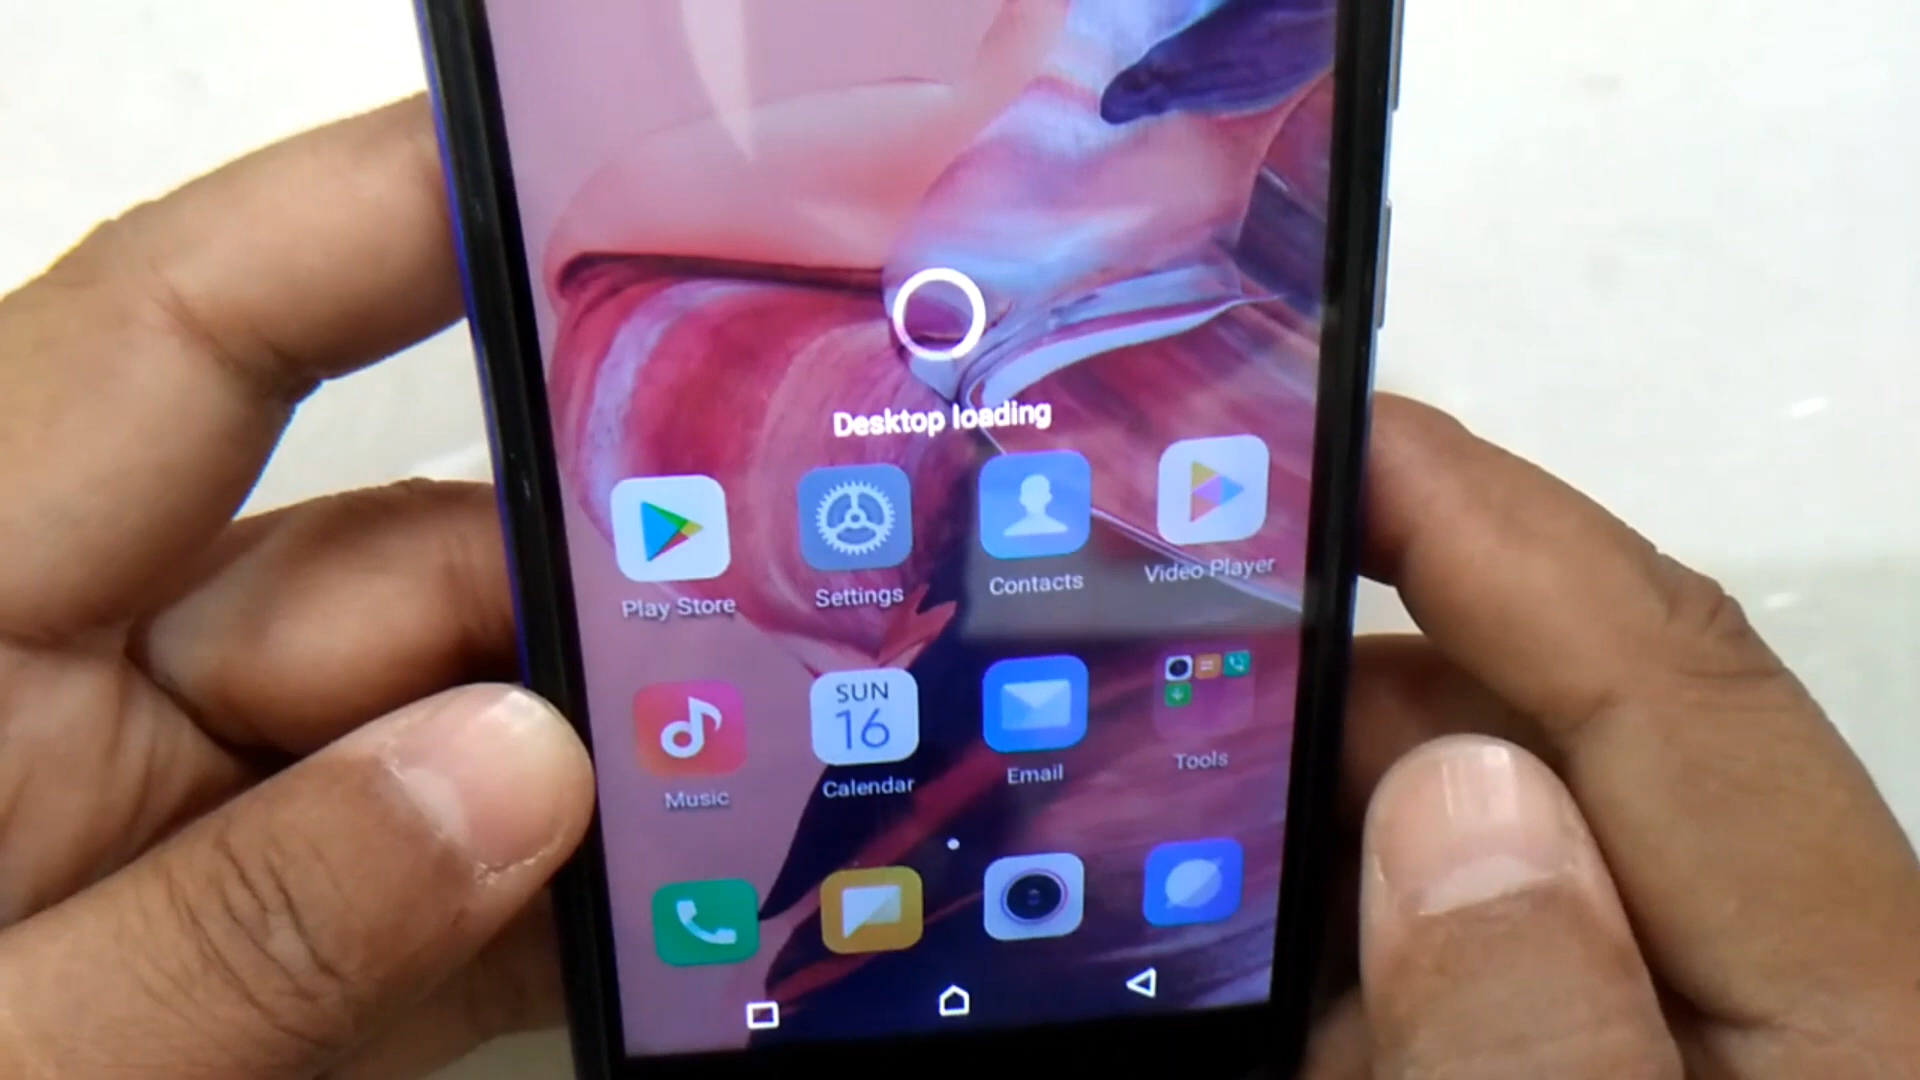 Desktop loading
Play Store
Settings
Contacts
Video Player
Music
SUN
16
Calendar
Email
Tools